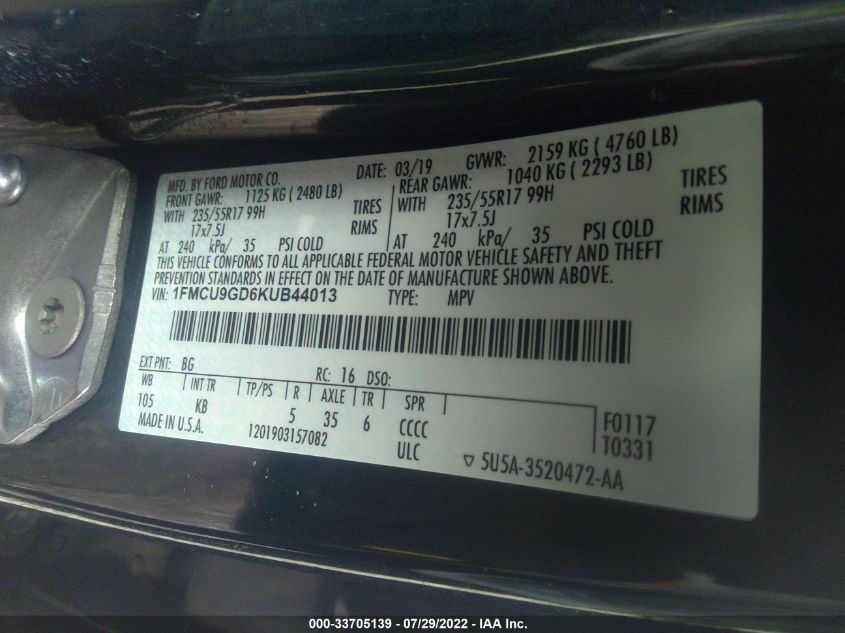 MFD. BY FORD MOTOR CO. DATE: 03/19 GVWR: 2159 KG ( 4760 LB)
FRONT GAWR: 1125 KG ( 2480 LB) REAR GAWR: 1040 KG ( 2293 LB)
WITH 235/55R17 99H TIRES WITH 235/55R17 99H TIRES
17x7.5J RIMS 17x7.5J RIMS
AT 240 kPa/ 35 PSI COLD AT 240 kPa/ 35 PSI COLD
THIS VEHICLE CONFORMS TO ALL APPLICABLE FEDERAL MOTOR VEHICLE SAFETY AND THEFT
PREVENTION STANDARDS IN EFFECT ON THE DATE OF MANUFACTURE SHOWN ABOVE.
VIN: 1FMCU9GD6KUB44013 TYPE: MPV
EXT PNT: BG RC: 16 DSO:
WB INT TR TP/PS R AXLE TR SPR
105 KB 5 35 6 CCCC F0117
MADE IN U.S.A. 1201903157082 ULC T0331
▽ 5U5A-3520472-AA
000-33705139 - 07/29/2022 - IAA Inc.